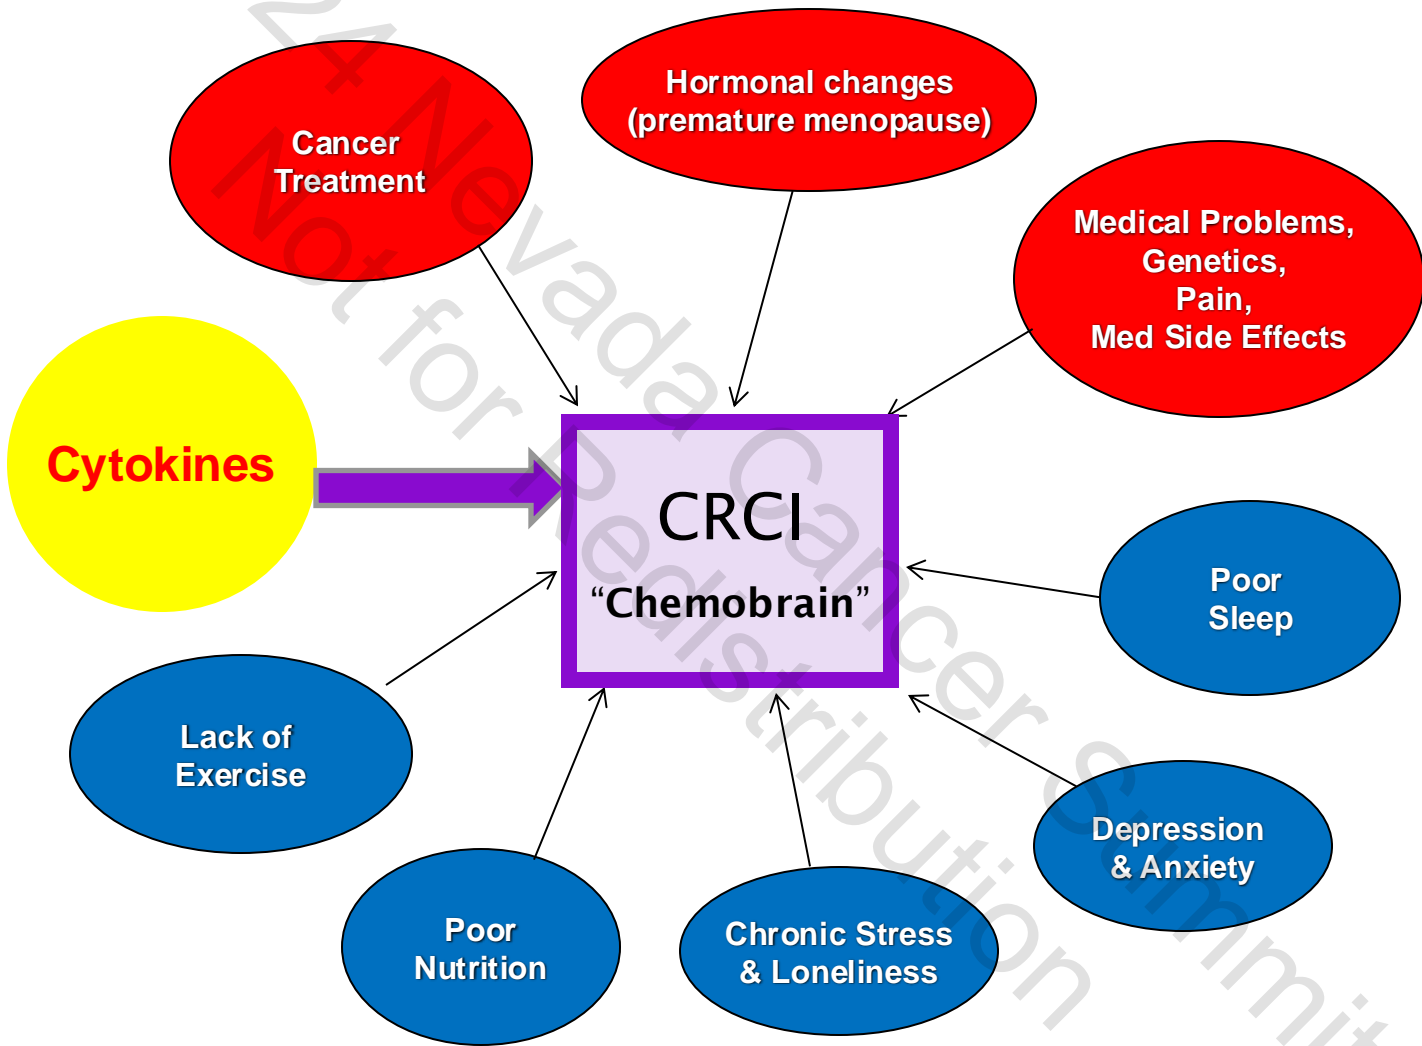 Cancer
Treatment
Hormonal changes
(premature menopause)
Medical Problems,
Genetics,
Pain,
Med Side Effects
Cytokines
CRCI
“Chemobrain”
Poor
Sleep
Lack of
Exercise
Depression
& Anxiety
Poor
Nutrition
Chronic Stress
& Loneliness
24 Nevada Cancer Summit
Not for Redistribution